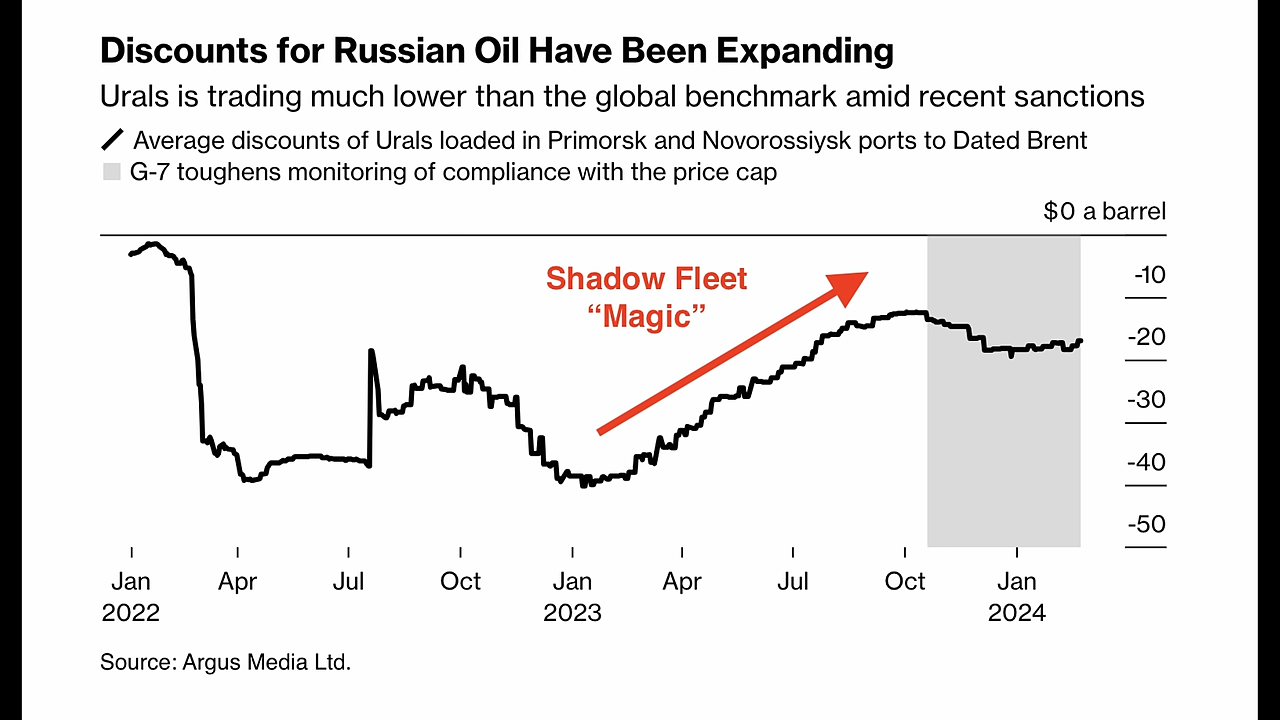 Discounts for Russian Oil Have Been Expanding
Urals is trading much lower than the global benchmark amid recent sanctions
Average discounts of Urals loaded in Primorsk and Novorossiysk ports to Dated Brent
G-7 toughens monitoring of compliance with the price cap
$0 a barrel
Shadow Fleet
“Magic”
-10
-20
-30
-40
-50
Jan Apr Jul Oct Jan Apr Jul Oct Jan
2022 2023 2024
Source: Argus Media Ltd.